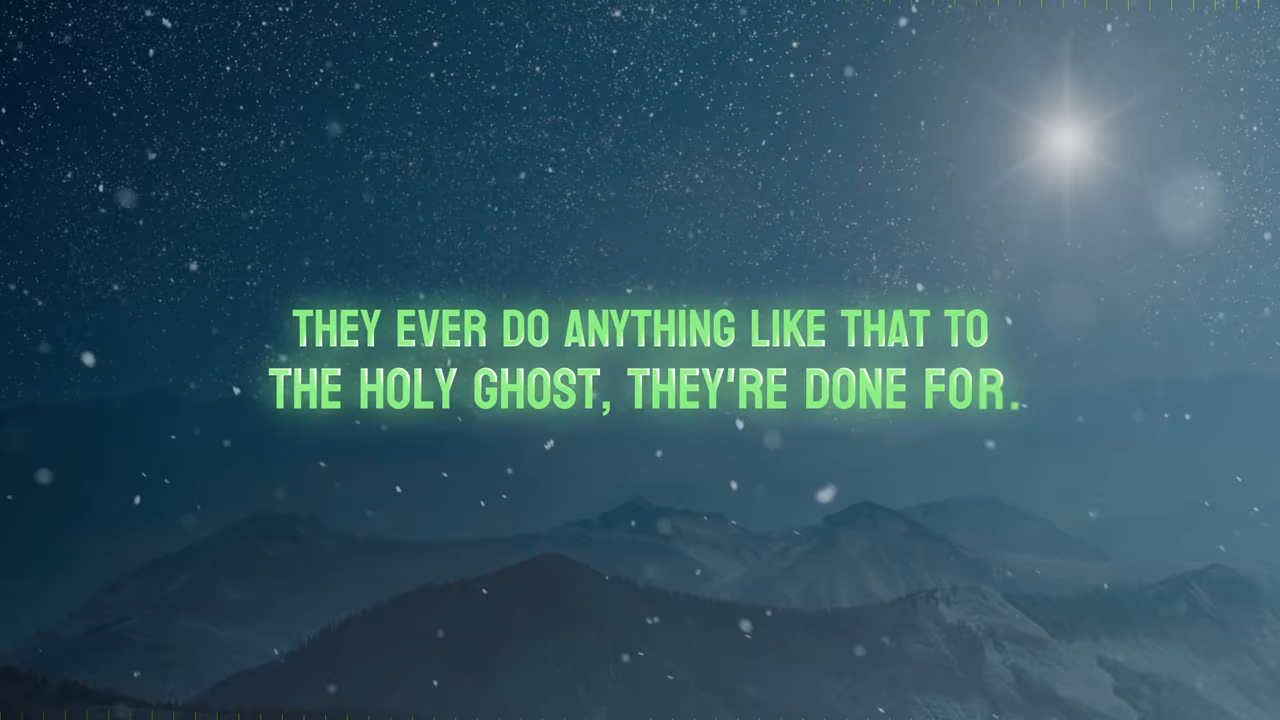 THEY EVER DO ANYTHING LIKE THAT TO
THE HOLY GHOST, THEY'RE DONE FOR.